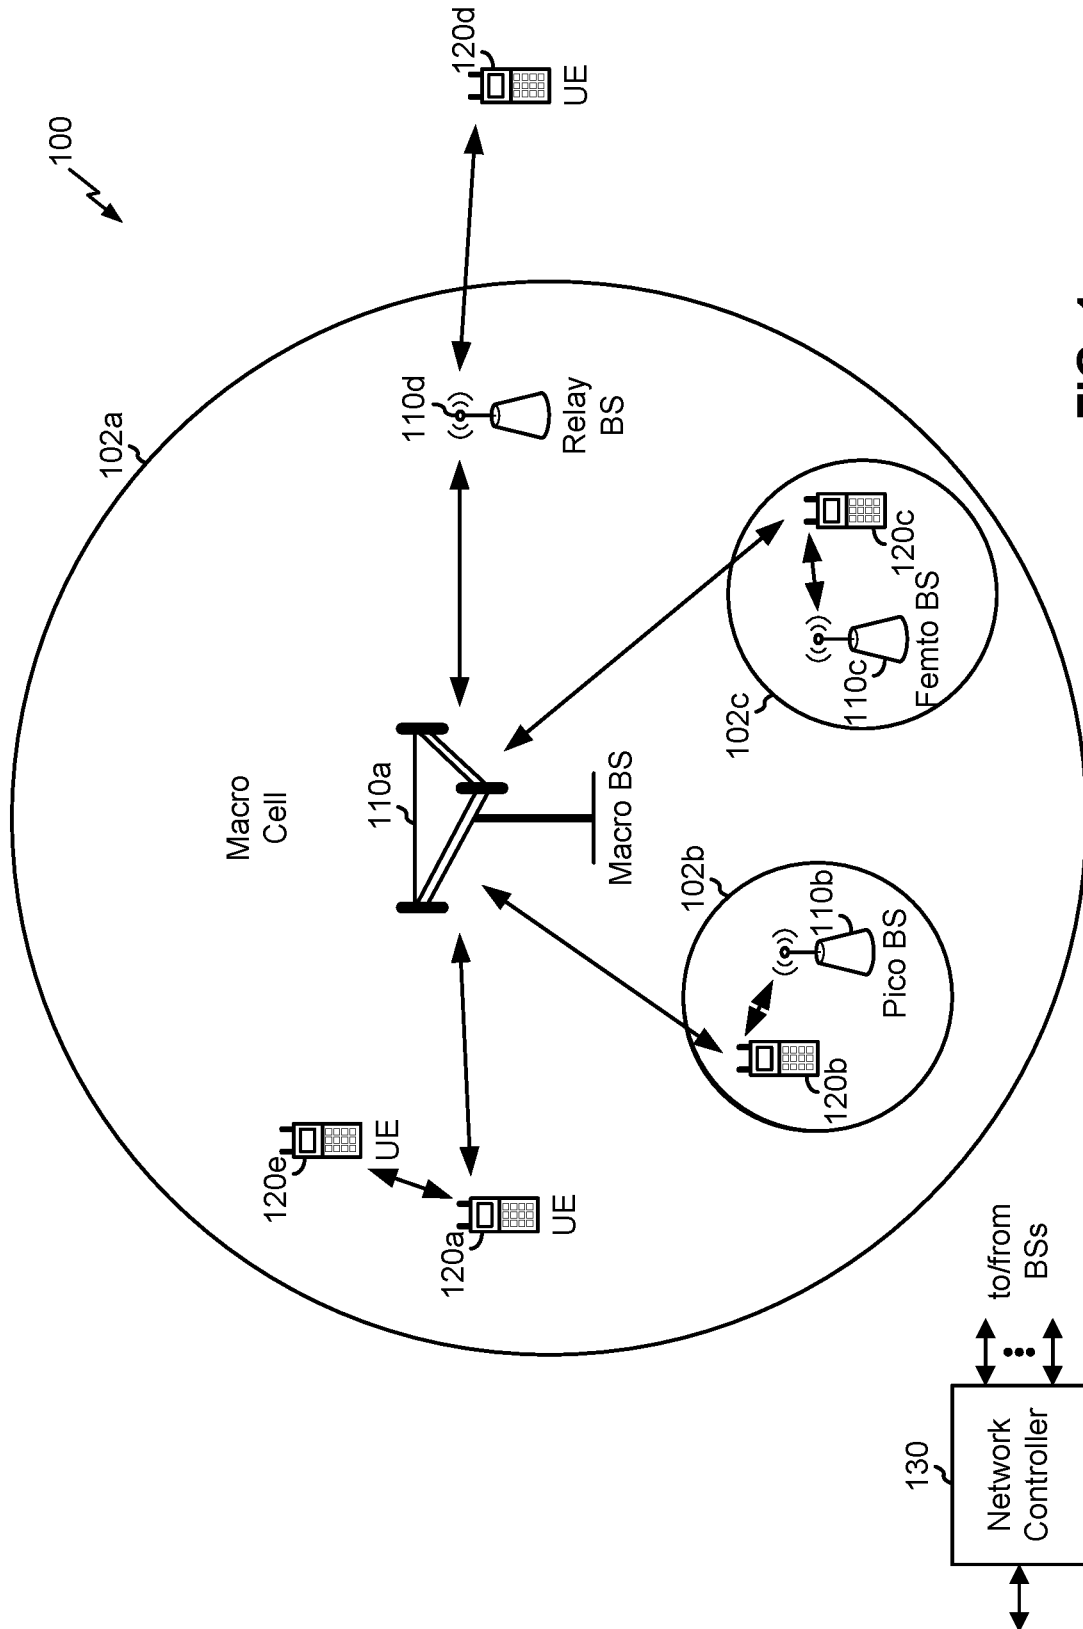 100
102a
Macro
Cell
120e
UE
110a
110d
120a
UE
120d
UE
Relay
BS
Macro BS
102b
102c
120b
110b
Pico BS
110c
120c
Femto BS
130
Network
Controller
to/from
BSs
FIG.